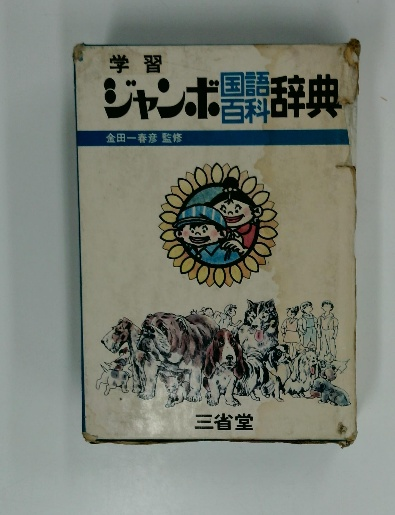 学習
ジャンボ国語百科辞典
金田一春彦 監修
三省堂